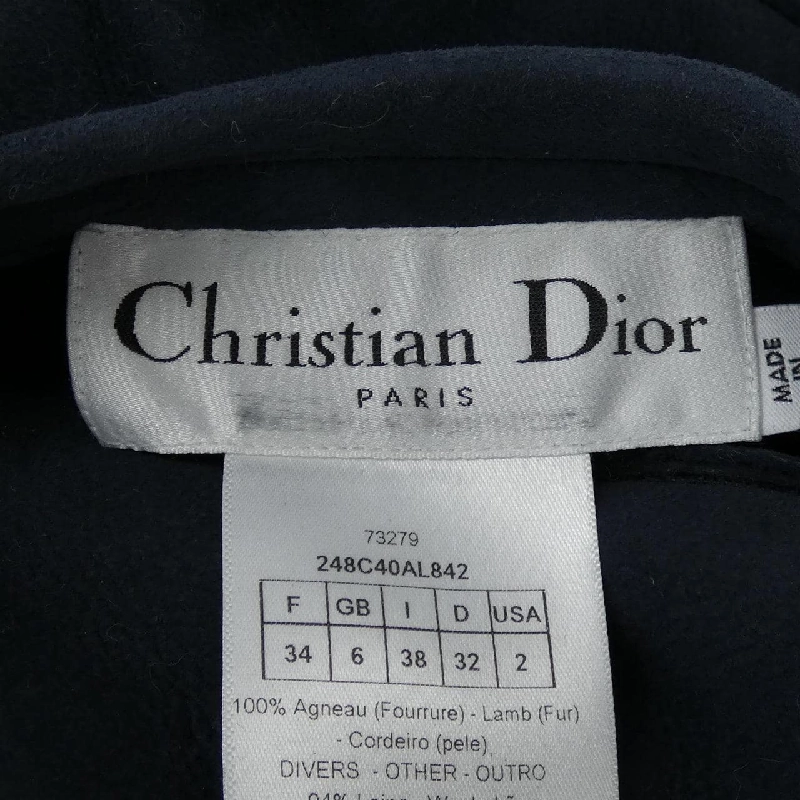 Christian Dior
PARIS
MADE
IN
73279
248C40AL842
F GB I D USA
34 6 38 32 2
100% Agneau (Fourrure) - Lamb (Fur)
- Cordeiro (pele)
DIVERS - OTHER - OUTRO